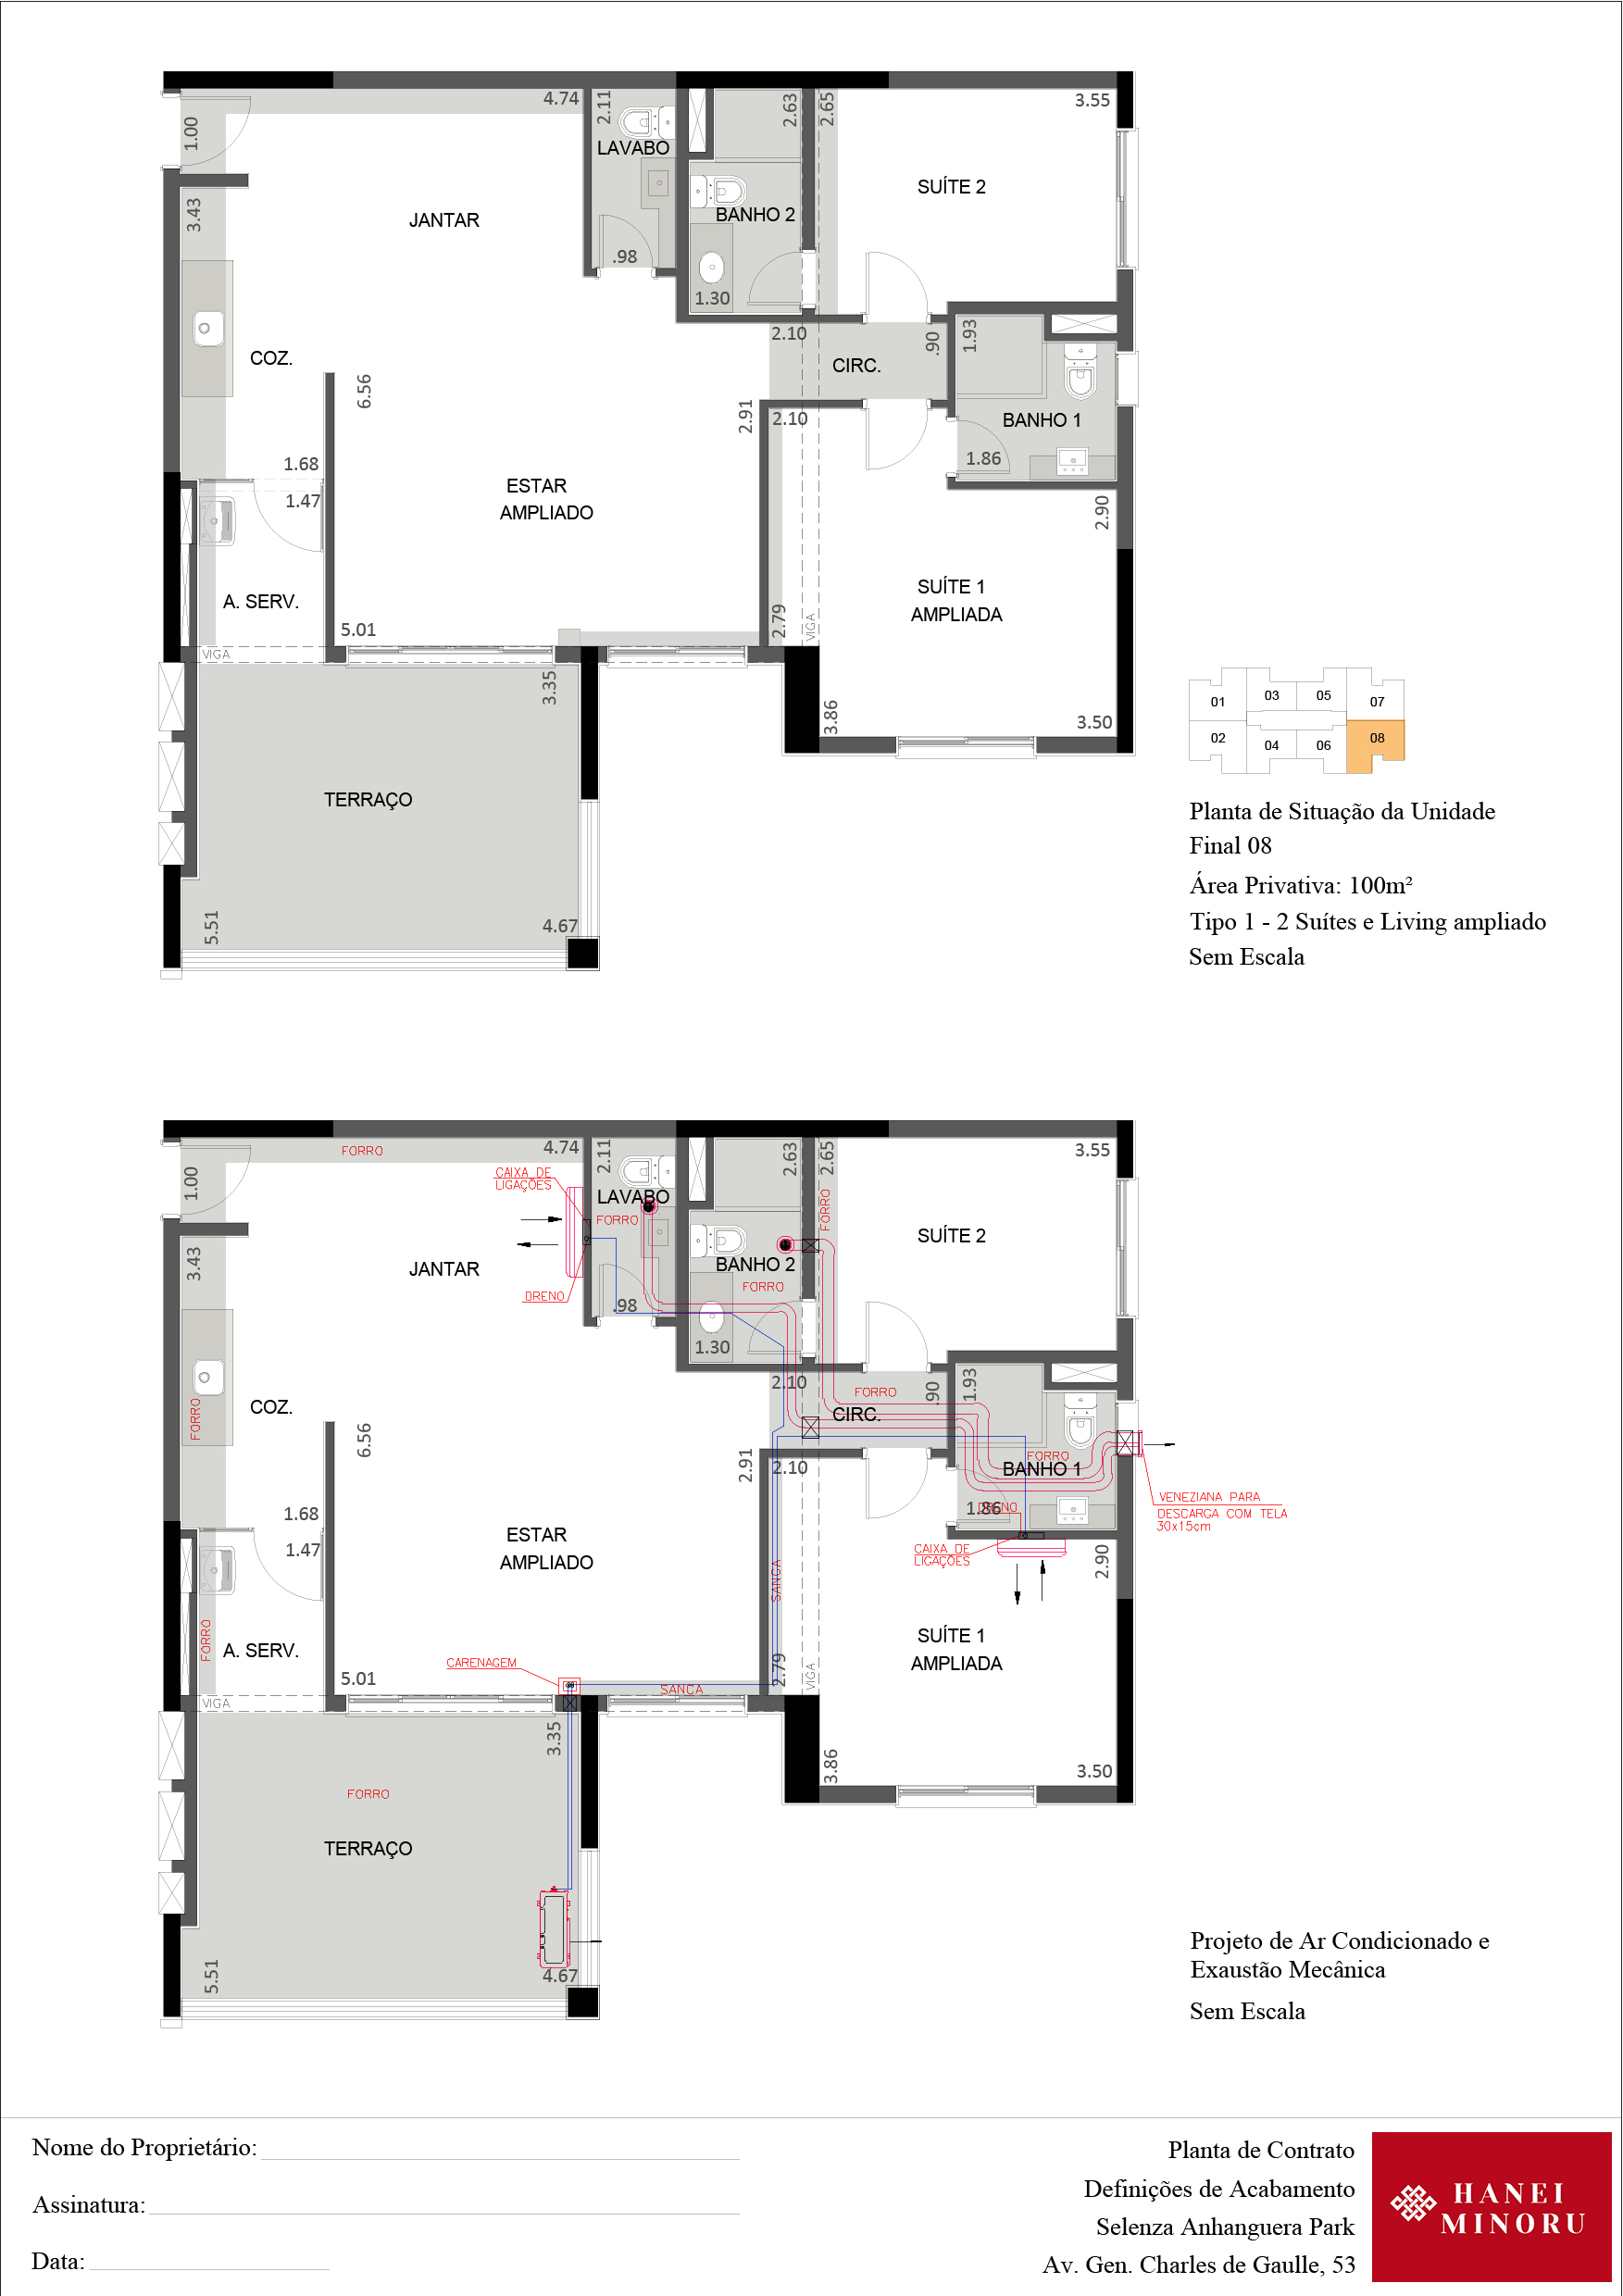 4.74
2.11
2.63
2.65
3.55
1.00
LAVABO
SUÍTE 2
3.43
JANTAR
BANHO 2
.98
1.30
2.10
.90
1.93
COZ.
CIRC.
6.56
2.91
2.10
BANHO 1
1.86
1.68
1.47
ESTAR
AMPLIADO
2.90
SUÍTE 1
AMPLIADA
A. SERV.
5.01
2.79
VIGA
VIGA
3.35
3.86
3.50
TERRAÇO
5.51
4.67
01
03
05
07
02
04
06
08
Planta de Situação da Unidade
Final 08
Área Privativa: 100m²
Tipo 1 - 2 Suítes e Living ampliado
Sem Escala
FORRO
4.74
2.11
2.63
2.65
3.55
1.00
CAIXA DE
LIGAÇÕES
LAVABO
FORRO
FORRO
SUÍTE 2
3.43
JANTAR
BANHO 2
FORRO
DRENO
.98
1.30
2.10
FORRO
.90
1.93
COZ.
FORRO
CIRC.
6.56
2.91
2.10
FORRO
BANHO 1
VENEZIANA PARA
DESCARGA COM TELA
30x15cm
1.86
DRENO
1.68
1.47
ESTAR
AMPLIADO
CAIXA DE
LIGAÇÕES
2.90
SANCA
SUÍTE 1
AMPLIADA
FORRO
A. SERV.
CARENAGEM
5.01
2.79
SANCA
VIGA
VIGA
3.35
3.86
3.50
FORRO
TERRAÇO
5.51
4.67
Projeto de Ar Condicionado e
Exaustão Mecânica
Sem Escala
Nome do Proprietário:
Assinatura:
Data:
Planta de Contrato
Definições de Acabamento
Selenza Anhanguera Park
Av. Gen. Charles de Gaulle, 53
HANEI
MINORU